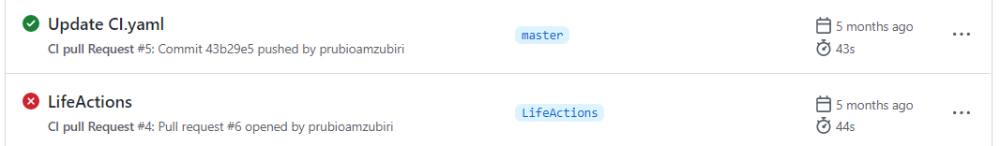 Update CI.yaml
CI pull Request #5: Commit 43b29e5 pushed by prubioamzubiri
master
5 months ago
43s
LifeActions
CI pull Request #4: Pull request #6 opened by prubioamzubiri
LifeActions
5 months ago
44s